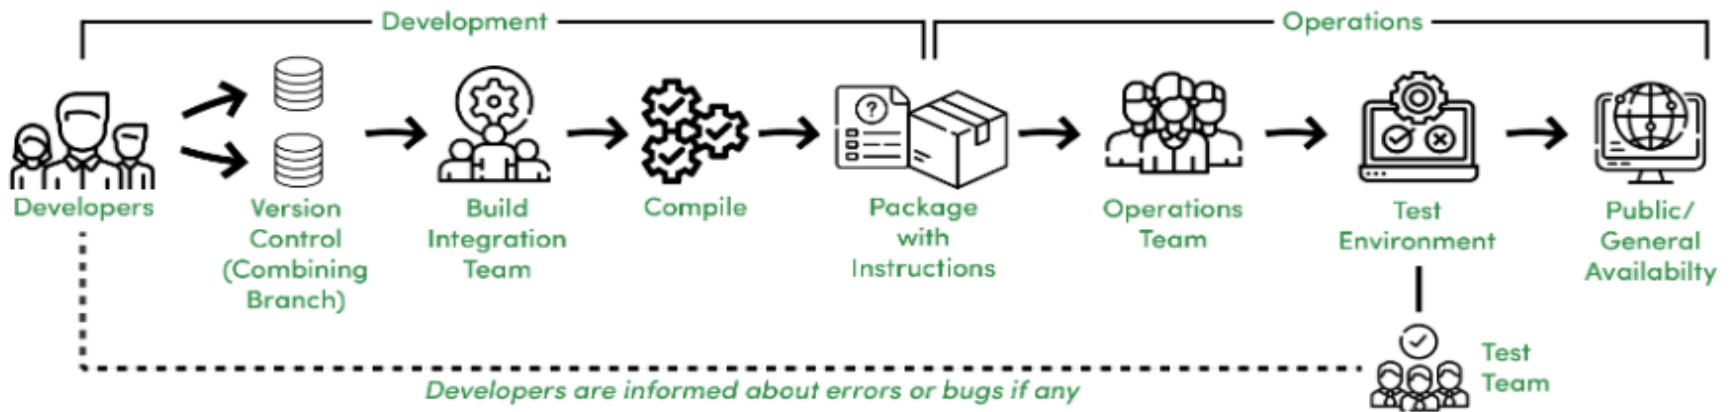 Development
Operations
Developers
Version
Control
(Combining
Branch)
Build
Integration
Team
Compile
Package
with
Instructions
Operations
Team
Test
Environment
Public/
General
Availabilty
?
Test
Team
Developers are informed about errors or bugs if any